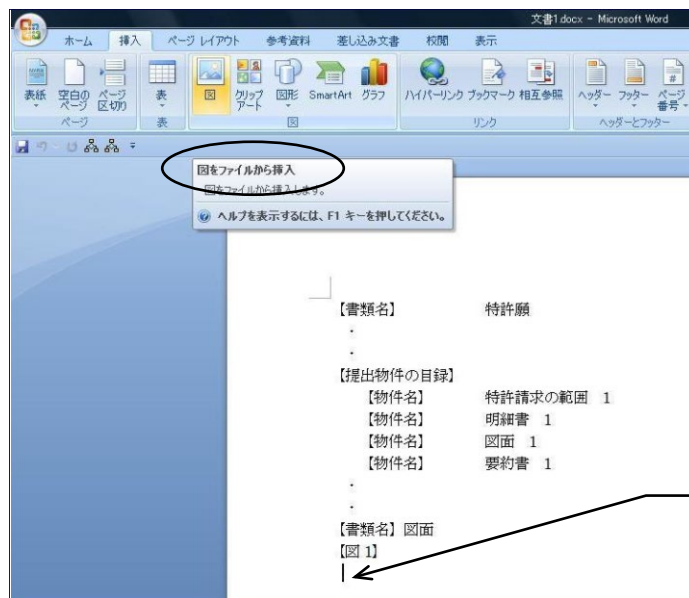 文書1.docx - Microsoft Word
ホーム 挿入 ページ レイアウト 参考資料 差し込み文書 校閲 表示
表紙 空白のページ ページ区切り 表 図 クリップアート 図形 SmartArt グラフ ハイパーリンク ブックマーク 相互参照 ヘッダー フッター ページ番号
ページ 表 図 リンク ヘッダーとフッター
図をファイルから挿入
図をファイルから挿入します。
ヘルプを表示するには、F1 キーを押してください。
【書類名】 特許願
・
・
【提出物件の目録】
【物件名】 特許請求の範囲 1
【物件名】 明細書 1
【物件名】 図面 1
【物件名】 要約書 1
・
・
【書類名】図面
【図 1】